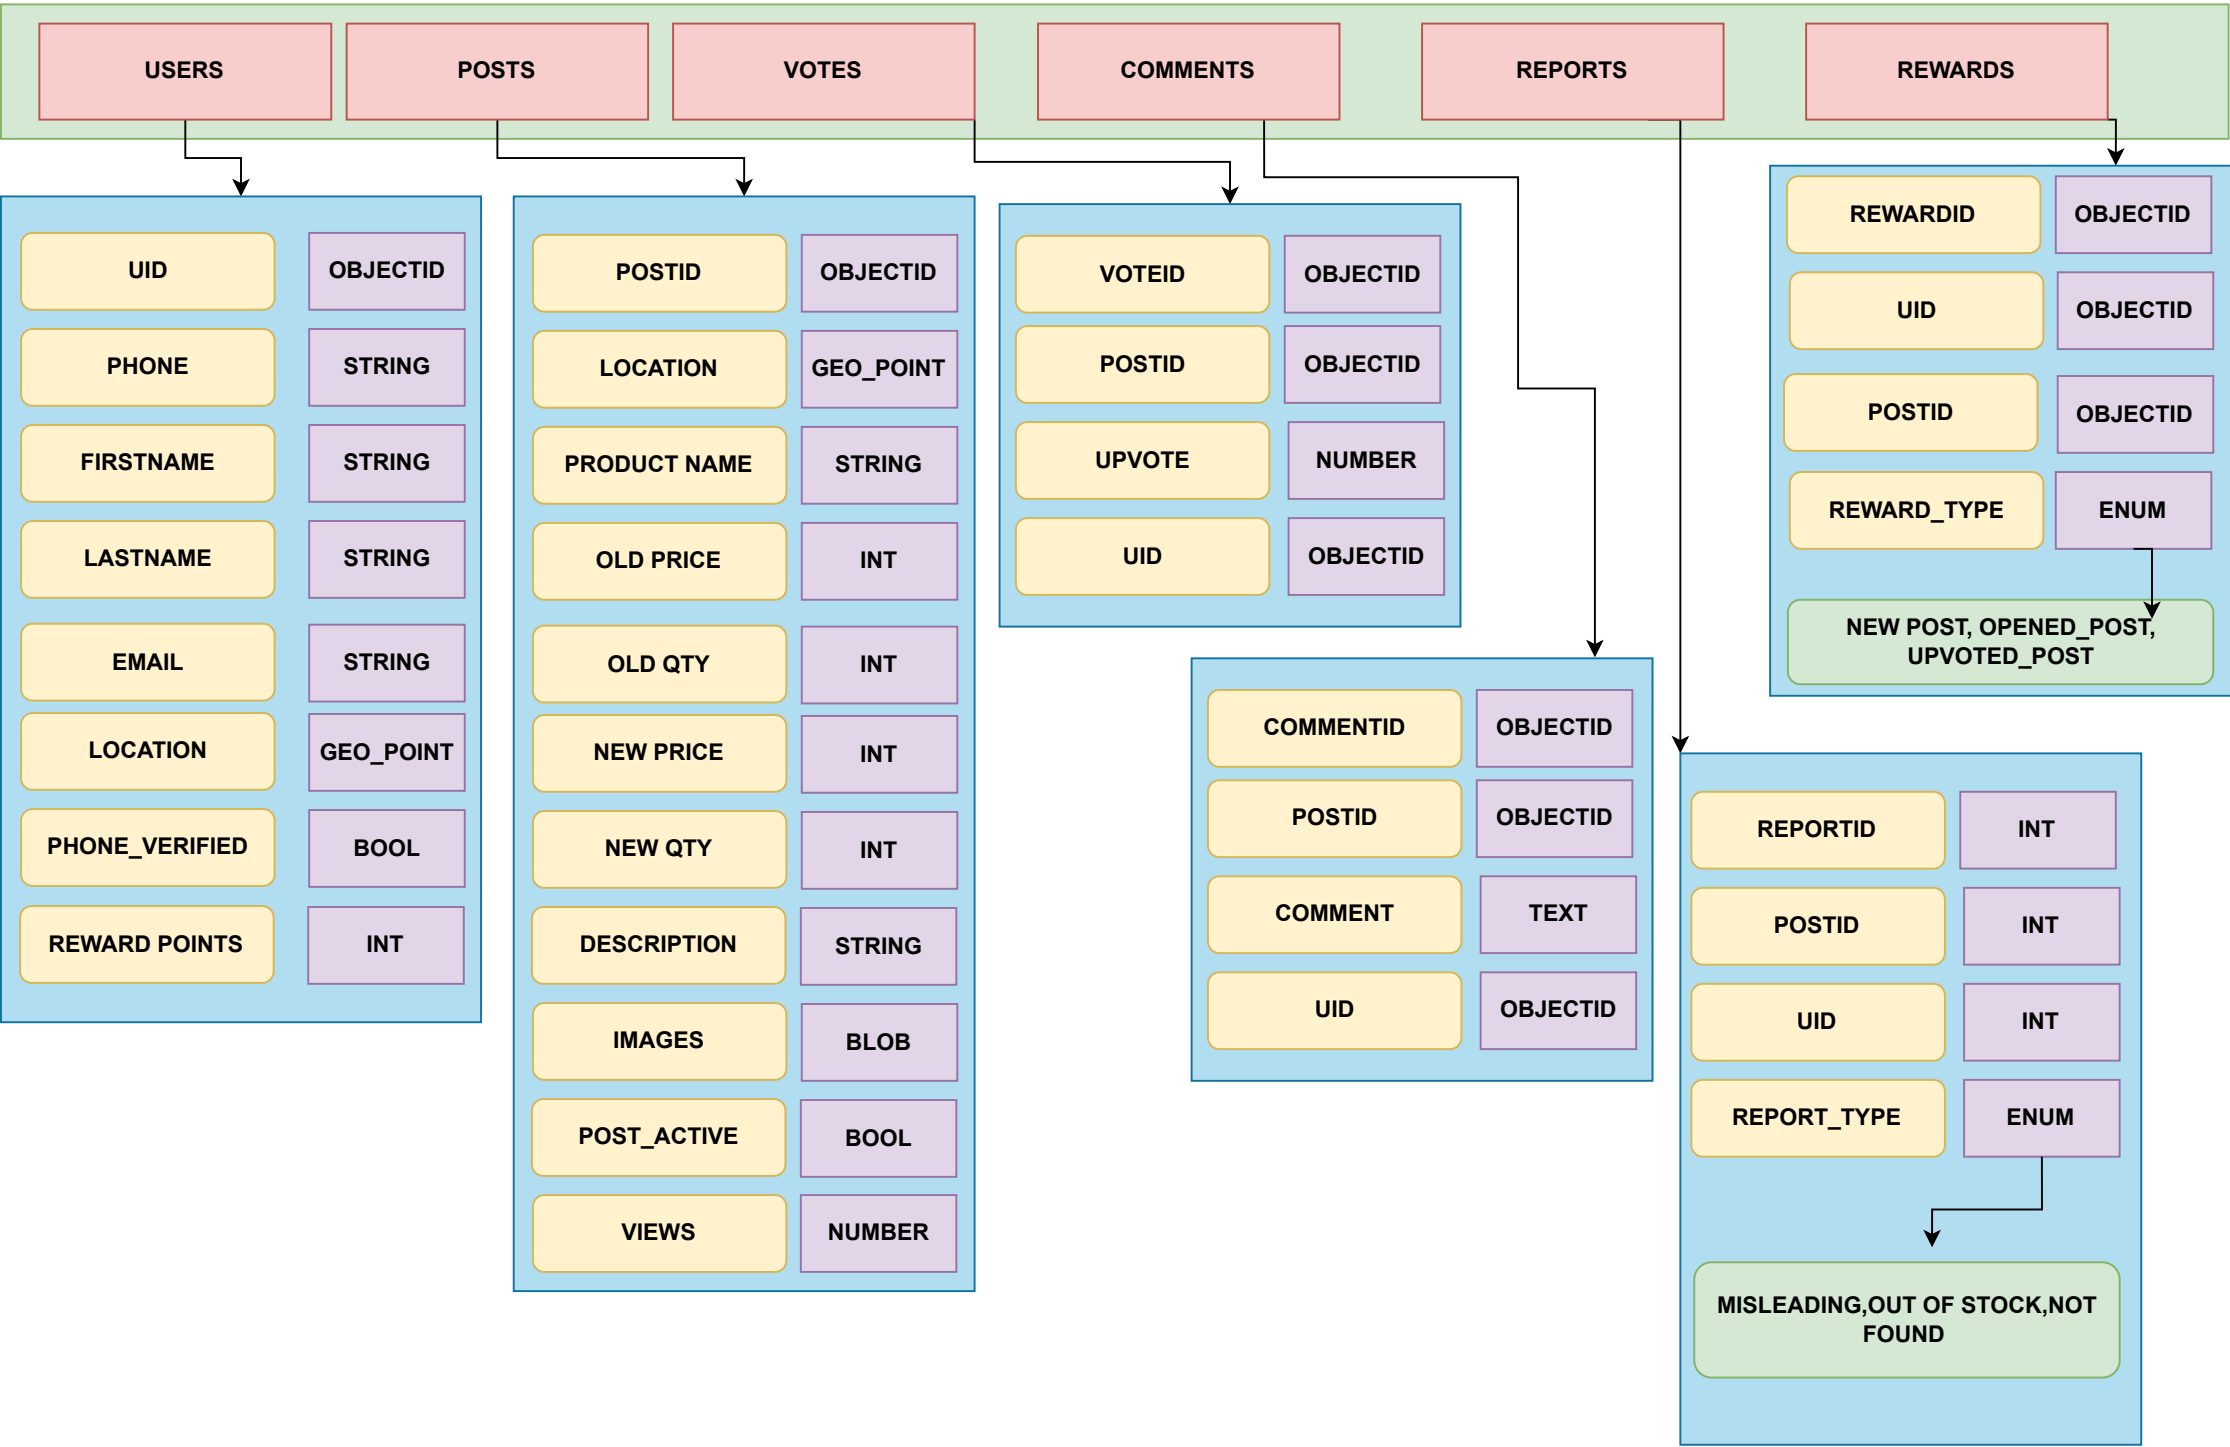 USERS
POSTS
VOTES
COMMENTS
REPORTS
REWARDS
UID
OBJECTID
PHONE
STRING
FIRSTNAME
STRING
LASTNAME
STRING
EMAIL
STRING
LOCATION
GEO_POINT
PHONE_VERIFIED
BOOL
REWARD POINTS
INT
POSTID
OBJECTID
LOCATION
GEO_POINT
PRODUCT NAME
STRING
OLD PRICE
INT
OLD QTY
INT
NEW PRICE
INT
NEW QTY
INT
DESCRIPTION
STRING
IMAGES
BLOB
POST_ACTIVE
BOOL
VIEWS
NUMBER
VOTEID
OBJECTID
POSTID
OBJECTID
UPVOTE
NUMBER
UID
OBJECTID
COMMENTID
OBJECTID
POSTID
OBJECTID
COMMENT
TEXT
UID
OBJECTID
REPORTID
INT
POSTID
INT
UID
INT
REPORT_TYPE
ENUM
MISLEADING,OUT OF STOCK,NOT
FOUND
REWARDID
OBJECTID
UID
OBJECTID
POSTID
OBJECTID
REWARD_TYPE
ENUM
NEW POST, OPENED_POST,
UPVOTED_POST